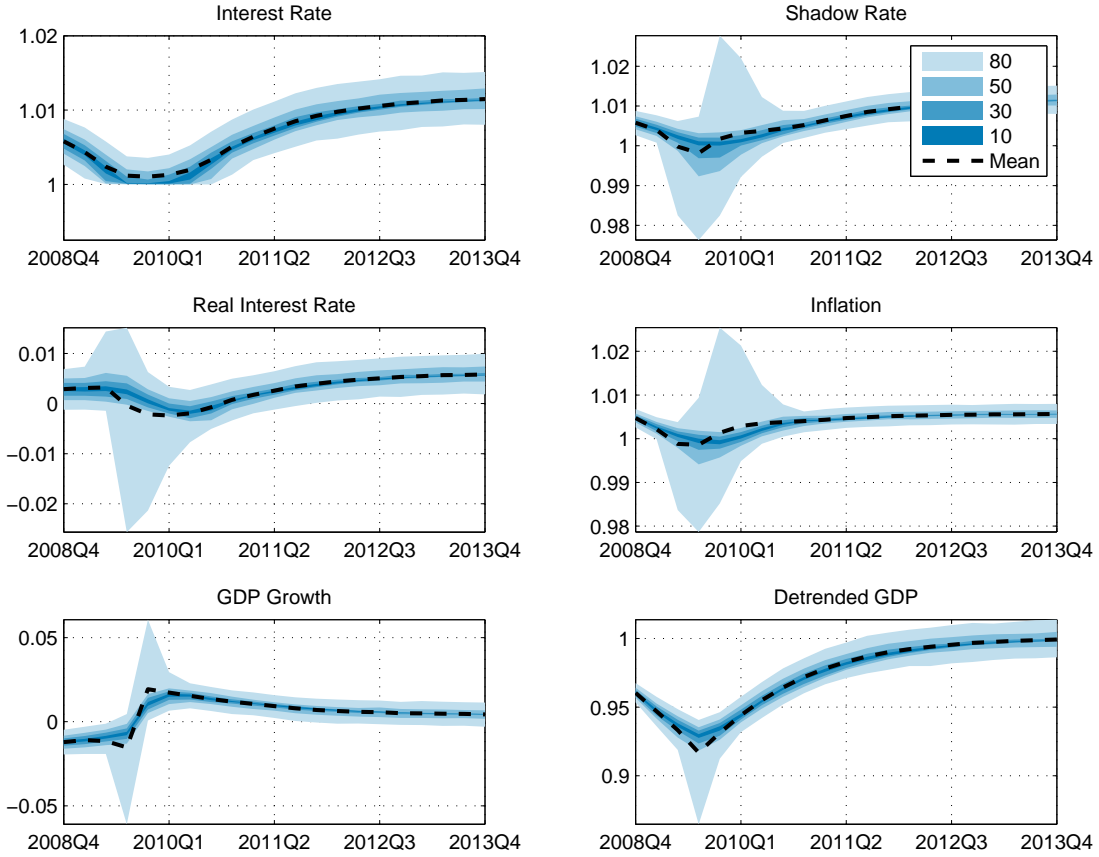 Interest Rate
1.02
1.01
1
2008Q4 2010Q1 2011Q2 2012Q3 2013Q4
Shadow Rate
1.02
1.01
1
0.99
0.98
80
50
30
10
Mean
2008Q4 2010Q1 2011Q2 2012Q3 2013Q4
Real Interest Rate
0.01
0
−0.01
−0.02
2008Q4 2010Q1 2011Q2 2012Q3 2013Q4
Inflation
1.02
1.01
1
0.99
0.98
2008Q4 2010Q1 2011Q2 2012Q3 2013Q4
GDP Growth
0.05
0
−0.05
2008Q4 2010Q1 2011Q2 2012Q3 2013Q4
Detrended GDP
1
0.95
0.9
2008Q4 2010Q1 2011Q2 2012Q3 2013Q4